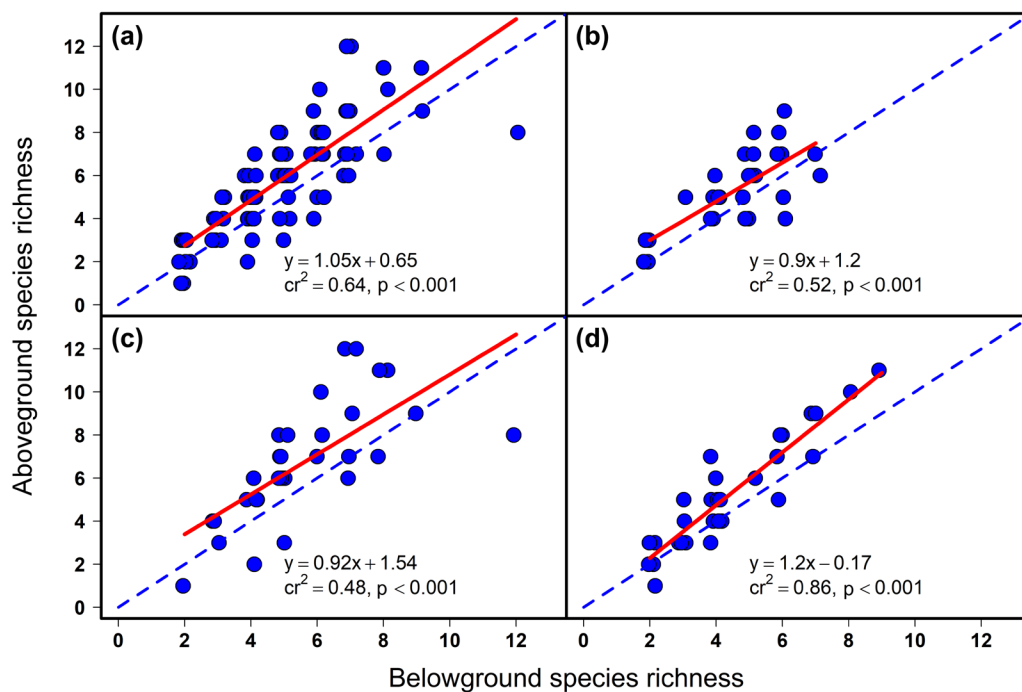 (a)
(b)
12
10
8
6
4
2
0
y = 1.05x + 0.65
cr² = 0.64, p < 0.001
y = 0.9x + 1.2
cr² = 0.52, p < 0.001
Aboveground species richness
(c)
(d)
12
10
8
6
4
2
0
y = 0.92x + 1.54
cr² = 0.48, p < 0.001
y = 1.2x − 0.17
cr² = 0.86, p < 0.001
0 2 4 6 8 10 12 0 2 4 6 8 10 12
Belowground species richness